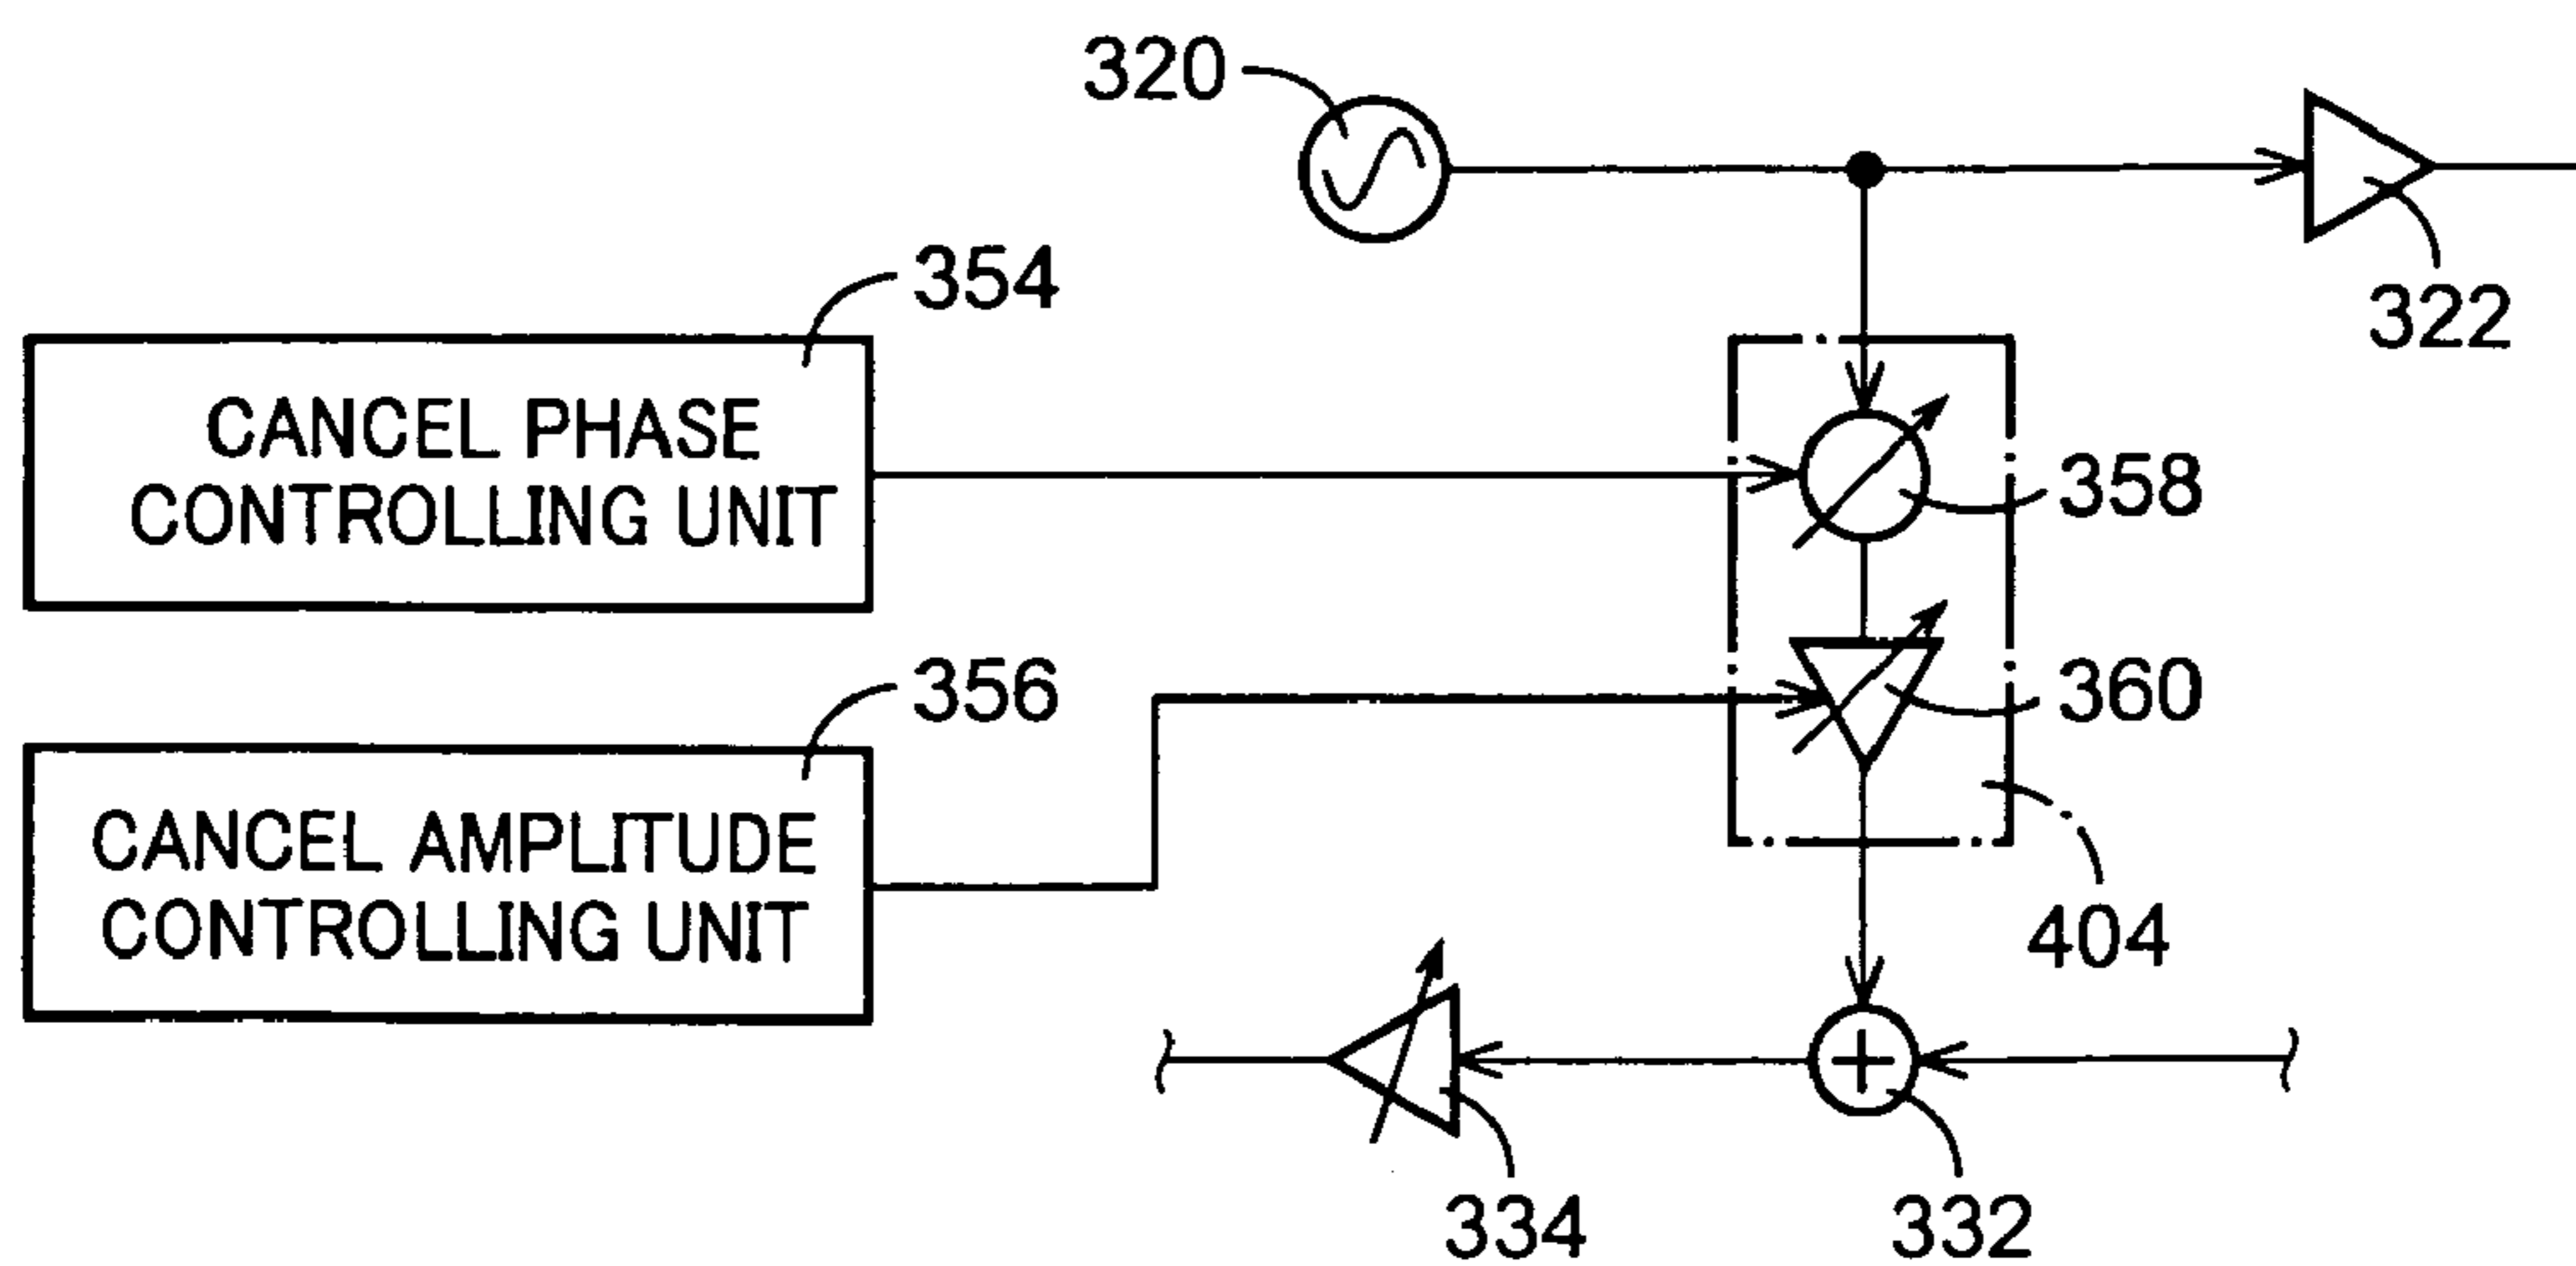 320
322
354
CANCEL PHASE
CONTROLLING UNIT
358
356
360
CANCEL AMPLITUDE
CONTROLLING UNIT
404
334
332